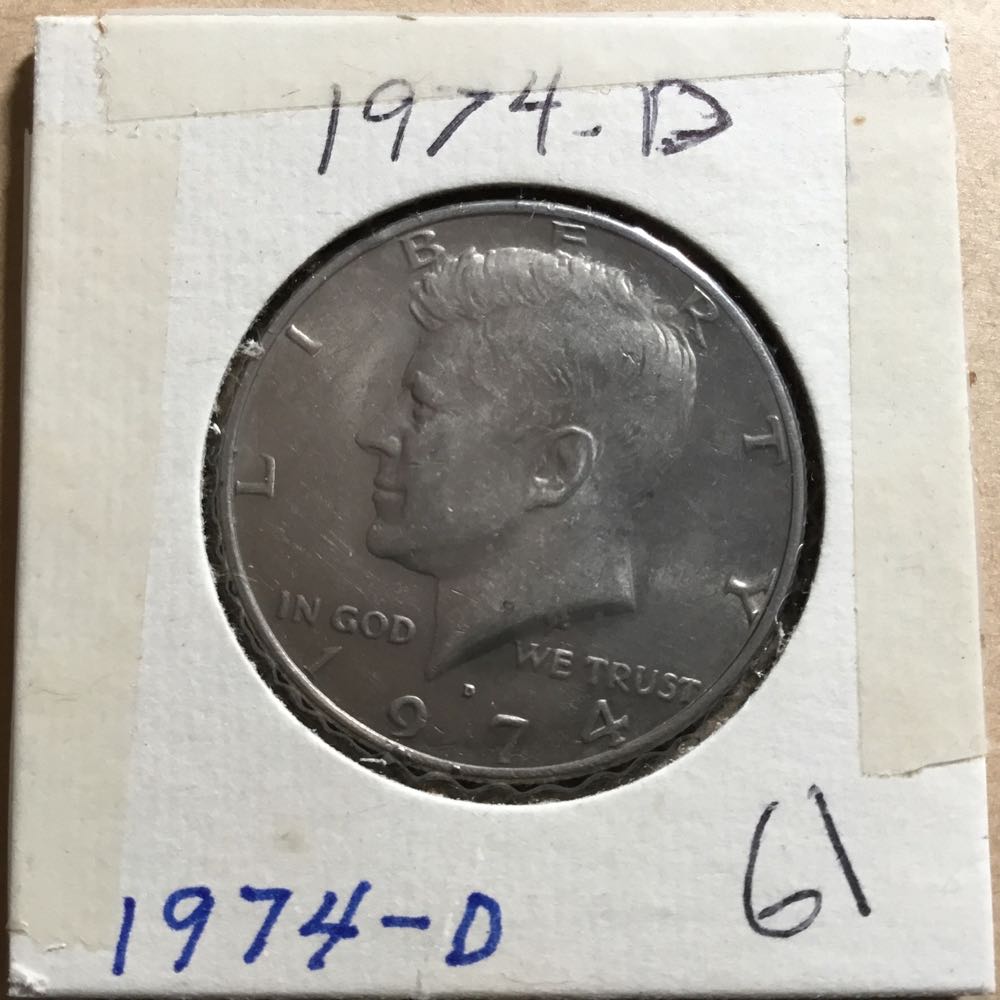 1974-D
LIBERTY
IN GOD
WE TRUST
D
1974
61
1974-D